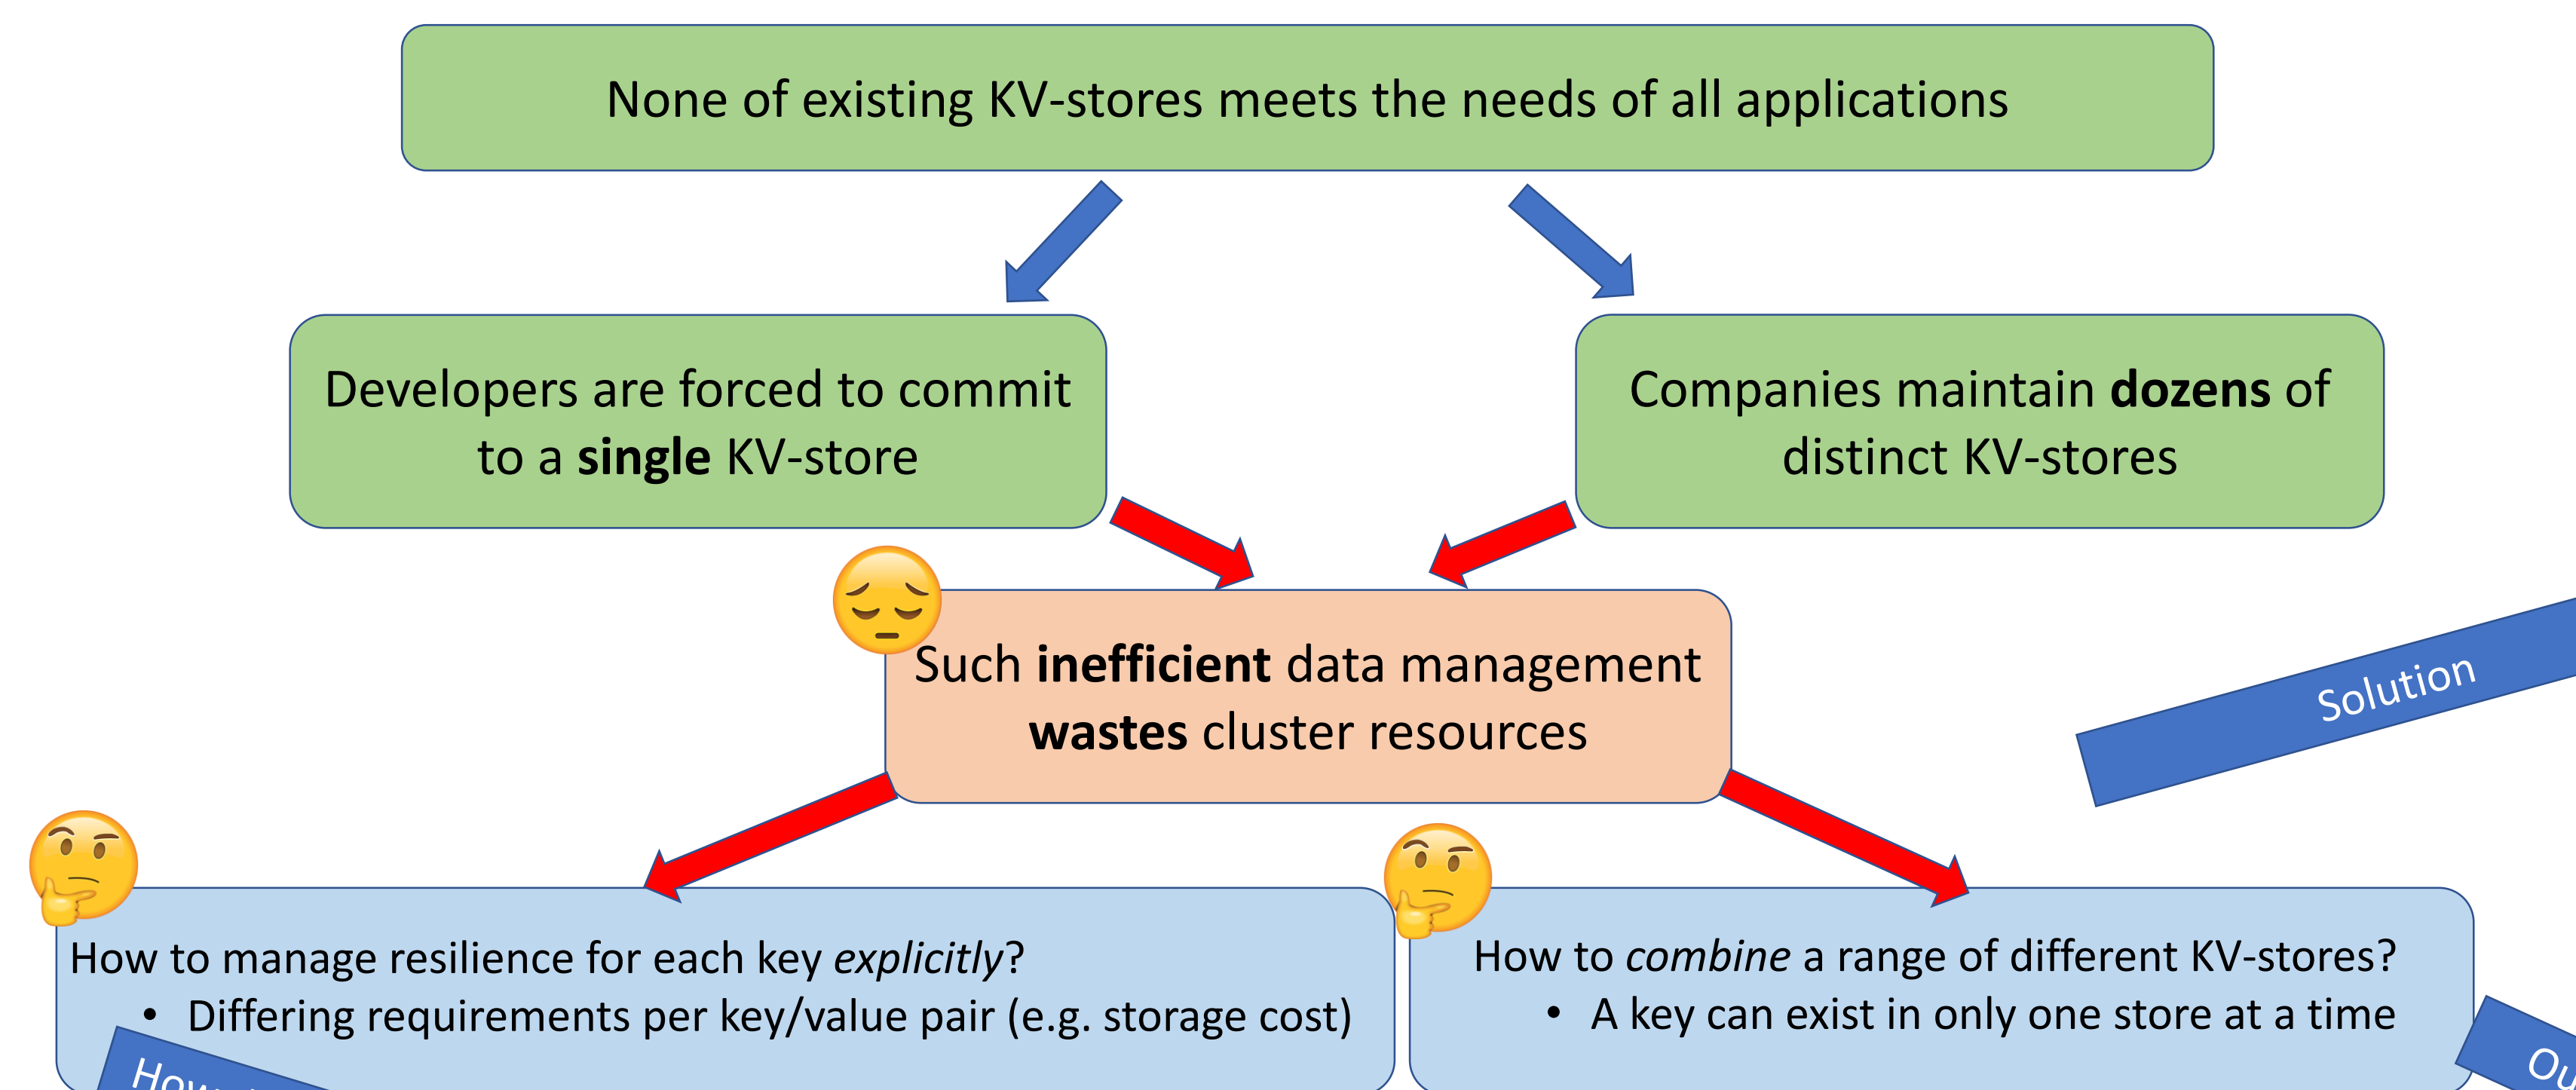 None of existing KV-stores meets the needs of all applications
Developers are forced to commit
to a single KV-store
Companies maintain dozens of
distinct KV-stores
Such inefficient data management
wastes cluster resources
Solution
How to manage resilience for each key explicitly?
• Differing requirements per key/value pair (e.g. storage cost)
How to combine a range of different KV-stores?
• A key can exist in only one store at a time
How